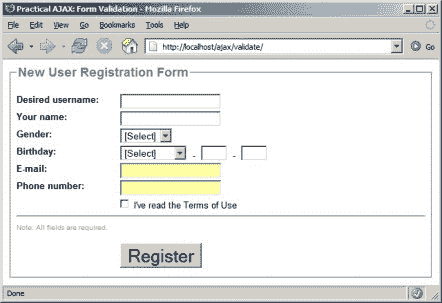 Practical AJAX: Form Validation - Mozilla Firefox
File Edit View Go Bookmarks Tools Help
http://localhost/ajax/validate/ Go
New User Registration Form
Desired username:
Your name:
Gender: [Select]
Birthday: [Select] - -
E-mail:
Phone number:
I've read the Terms of Use
Note: All fields are required.
Register
Done